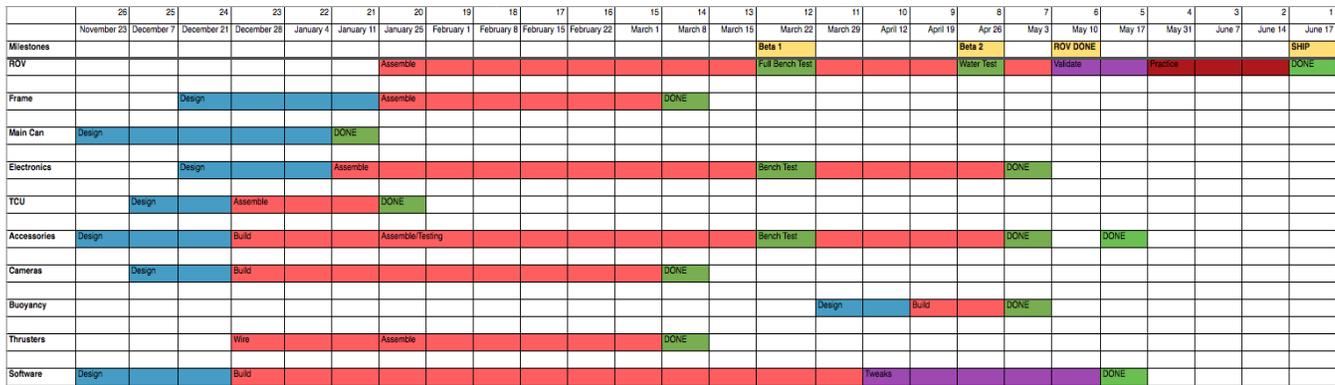 26 25 24 23 22 21 20 19 18 17 16 15 14 13 12 11 10 9 8 7 6 5 4 3 2 1
November 23 December 7 December 21 December 28 January 4 January 11 January 25 February 1 February 8 February 15 February 22 March 1 March 8 March 15 March 22 March 29 April 12 April 19 Apr 26 May 3 May 10 May 17 May 31 June 7 June 14 June 17
Milestones Beta 1 Beta 2 ROV DONE SHIP
ROV Assemble Full Bench Test Water Test Validate Practice DONE
Frame Design Assemble DONE
Main Can Design DONE
Electronics Design Assemble Bench Test DONE
TCU Design Assemble DONE
Accessories Design Build Assemble/Testing Bench Test DONE DONE
Cameras Design Build DONE
Buoyancy Design Build DONE
Thrusters Wire Assemble DONE
Software Design Build Tweaks DONE